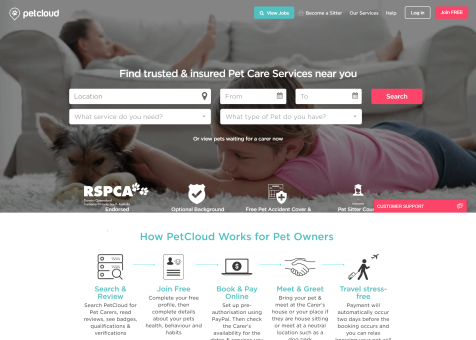 petcloud
View Jobs
Become a Sitter
Our Services
Help
Log in
Join FREE
Find trusted & insured Pet Care Services near you
Location
From
To
Search
What service do you need?
What type of Pet do you have?
Or view pets waiting for a carer now
RSPCA
Endorsed
Optional Background
Free Pet Accident Cover &
Pet Sitter
CUSTOMER SUPPORT
How PetCloud Works for Pet Owners
Search &
Review
Search PetCloud for
Pet Carers, read
reviews, see badges,
qualifications &
verifications
Join Free
Complete your free
profile, then
complete details
about your pets
health, behaviour and
habits
Book & Pay
Online
Set up pre-
authorisation using
PayPal. Then check
the Carer's
availability for the
Meet & Greet
Bring your pet &
meet at the Carer's
house or your place if
they are house sitting
or meet at a neutral
location such as a
dog park
Travel stress-
free
Payment will
automatically occur
two days before the
booking occurs and
you can relax